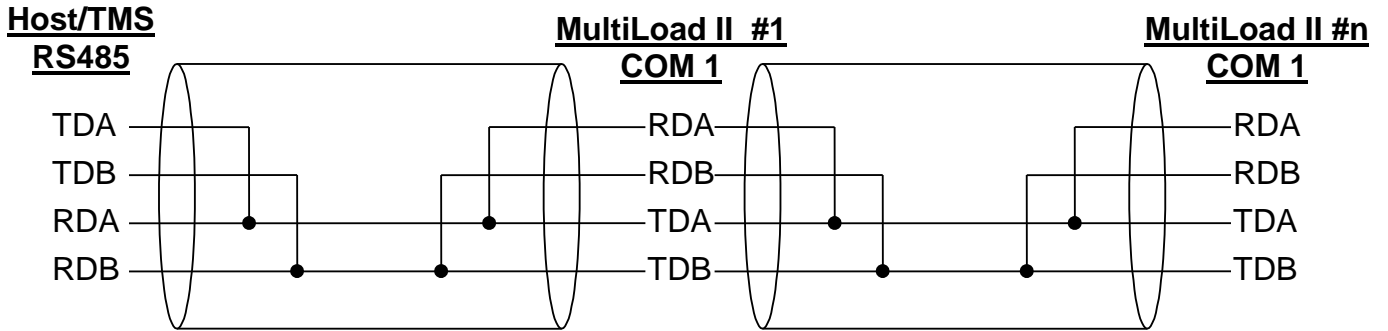 Host/TMS
RS485
MultiLoad II #1
COM 1
MultiLoad II #n
COM 1
TDA
RDA
RDA
TDB
RDB
RDB
RDA
TDA
TDA
RDB
TDB
TDB